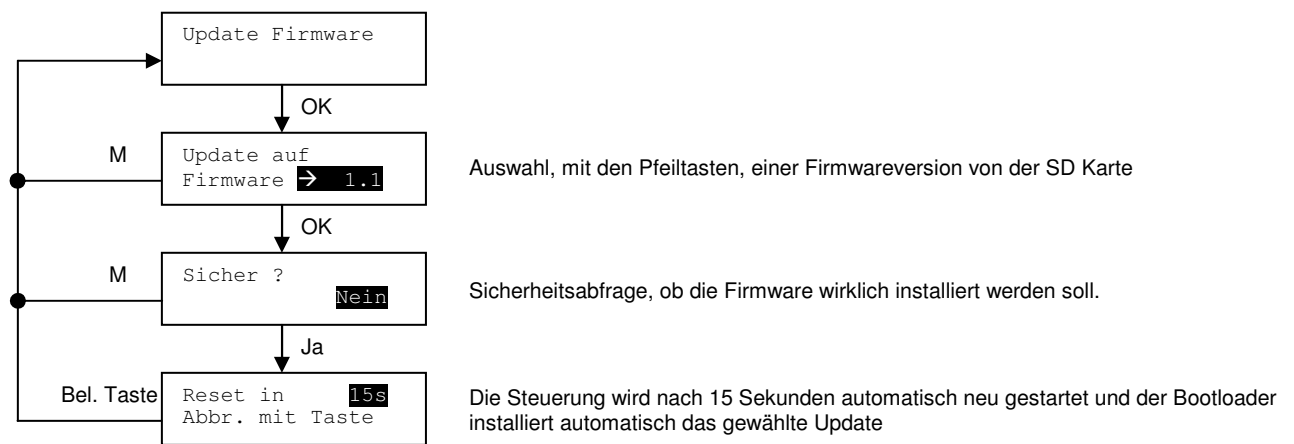 Update Firmware
OK
M
Update auf
Firmware → 1.1
Auswahl, mit den Pfeiltasten, einer Firmwareversion von der SD Karte
OK
M
Sicher ?
Nein
Sicherheitsabfrage, ob die Firmware wirklich installiert werden soll.
Ja
Bel. Taste
Reset in 15s
Abbr. mit Taste
Die Steuerung wird nach 15 Sekunden automatisch neu gestartet und der Bootloader
installiert automatisch das gewählte Update